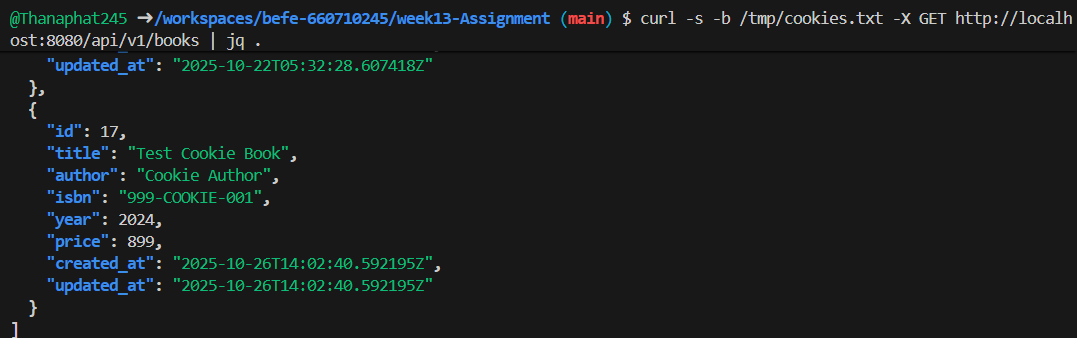 @Thanaphat245 ➜/workspaces/befe-660710245/week13-Assignment (main) $ curl -s -b /tmp/cookies.txt -X GET http://localh
ost:8080/api/v1/books | jq .
    "updated_at": "2025-10-22T05:32:28.607418Z"
  },
  {
    "id": 17,
    "title": "Test Cookie Book",
    "author": "Cookie Author",
    "isbn": "999-COOKIE-001",
    "year": 2024,
    "price": 899,
    "created_at": "2025-10-26T14:02:40.592195Z",
    "updated_at": "2025-10-26T14:02:40.592195Z"
  }
]